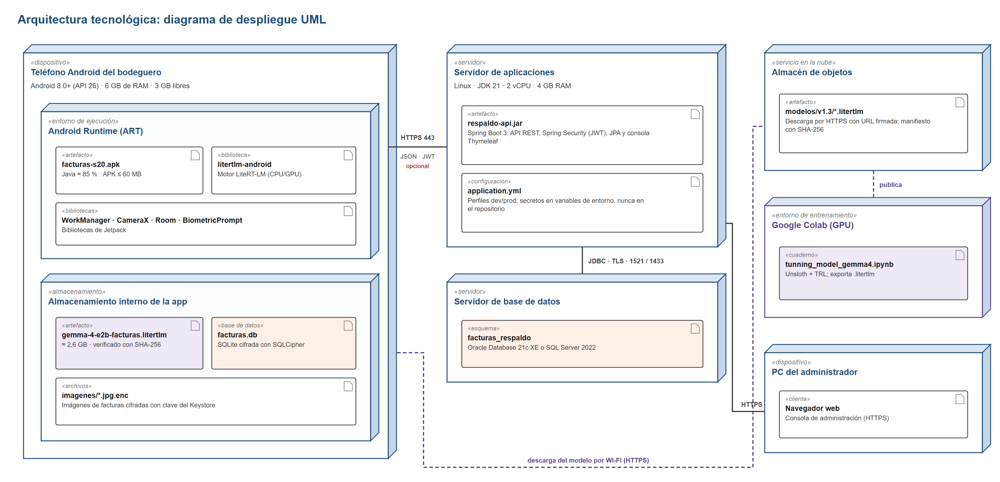 Arquitectura tecnológica: diagrama de despliegue UML
«dispositivo»
Teléfono Android del bodeguero
Android 8.0+ (API 26) · 6 GB de RAM · 3 GB libres
«entorno de ejecución»
Android Runtime (ART)
«artefacto»
facturas-s20.apk
Java ≈ 85 % · APK ≤ 60 MB
«biblioteca»
litertlm-android
Motor LiteRT-LM (CPU/GPU)
«bibliotecas»
WorkManager · CameraX · Room · BiometricPrompt
Bibliotecas de Jetpack
«almacenamiento»
Almacenamiento interno de la app
«artefacto»
gemma-4-e2b-facturas.litertlm
≈ 2,6 GB · verificado con SHA-256
«base de datos»
facturas.db
SQLite cifrada con SQLCipher
«archivos»
imagenes/*.jpg.enc
Imágenes de facturas cifradas con clave del Keystore
HTTPS 443
JSON · JWT
opcional
«servidor»
Servidor de aplicaciones
Linux · JDK 21 · 2 vCPU · 4 GB RAM
«artefacto»
respaldo-api.jar
Spring Boot 3: API REST, Spring Security (JWT), JPA y consola
Thymeleaf
«configuración»
application.yml
Perfiles dev/prod; secretos en variables de entorno, nunca en
el repositorio
JDBC · TLS · 1521 / 1433
«servidor»
Servidor de base de datos
«esquema»
facturas_respaldo
Oracle Database 21c XE o SQL Server 2022
descarga del modelo por Wi-Fi (HTTPS)
HTTPS
«servicio en la nube»
Almacén de objetos
«artefacto»
modelos/v1.3/*.litertlm
Descarga por HTTPS con URL firmada; manifiesto
con SHA-256
publica
«entorno de entrenamiento»
Google Colab (GPU)
«cuaderno»
tunning_model_gemma4.ipynb
Unsloth + TRL; exporta .litertlm
«dispositivo»
PC del administrador
«cliente»
Navegador web
Consola de administración (HTTPS)